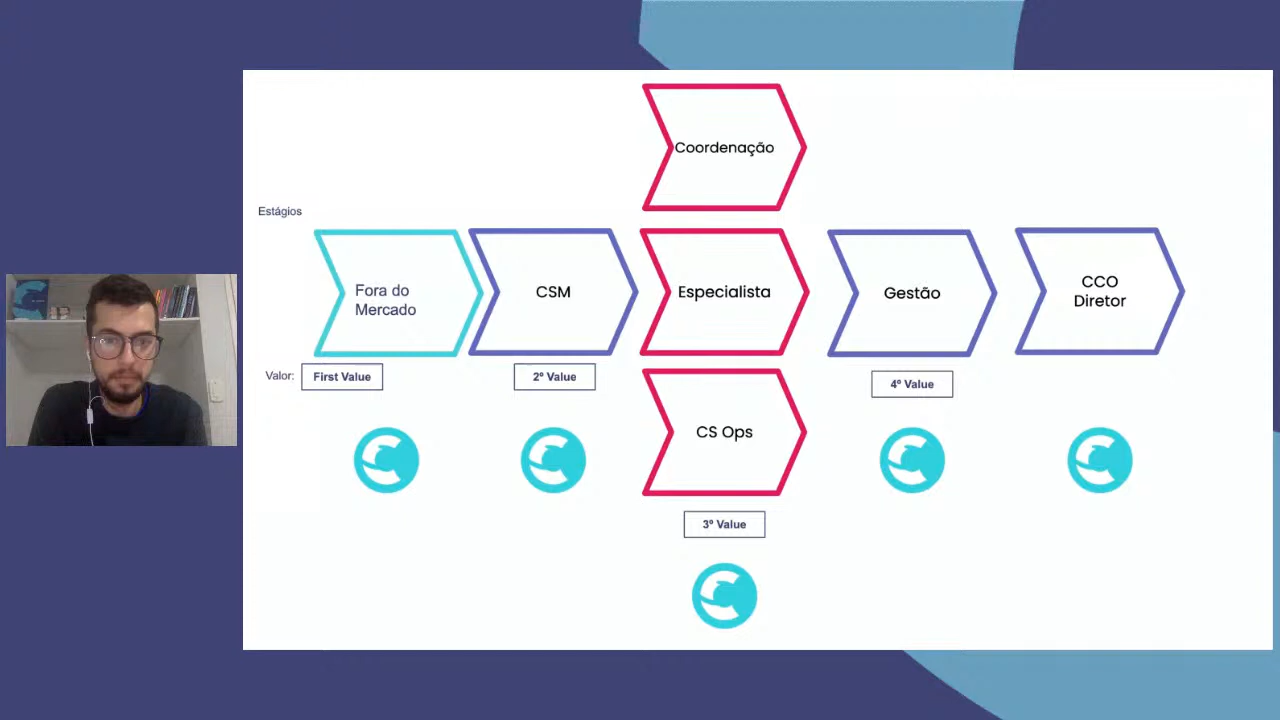 Coordenação
Estágios
Fora do
Mercado
CSM
Especialista
Gestão
CCO
Diretor
Valor:
First Value
2º Value
4º Value
CS Ops
3º Value